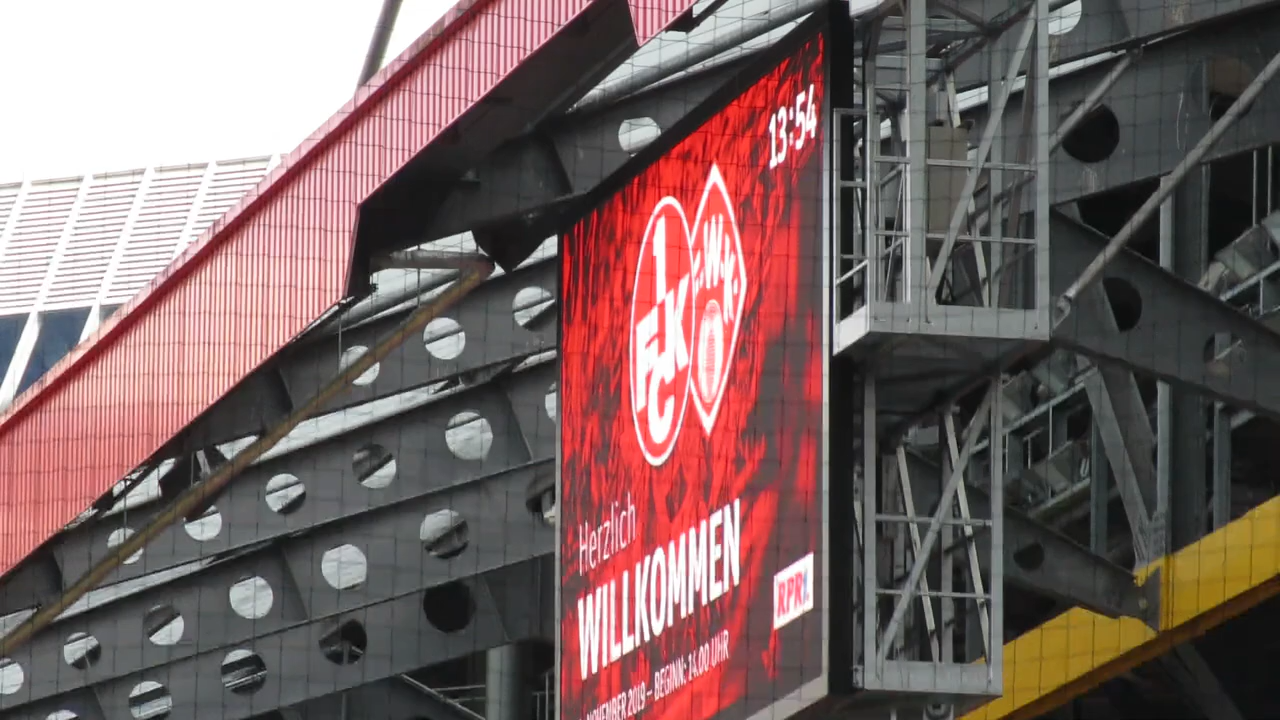 13:54
1
FCK
F.W.K.
Herzlich
WILLKOMMEN
NOVEMBER 2019 – BEGINN: 14.00 UHR
RPR1.